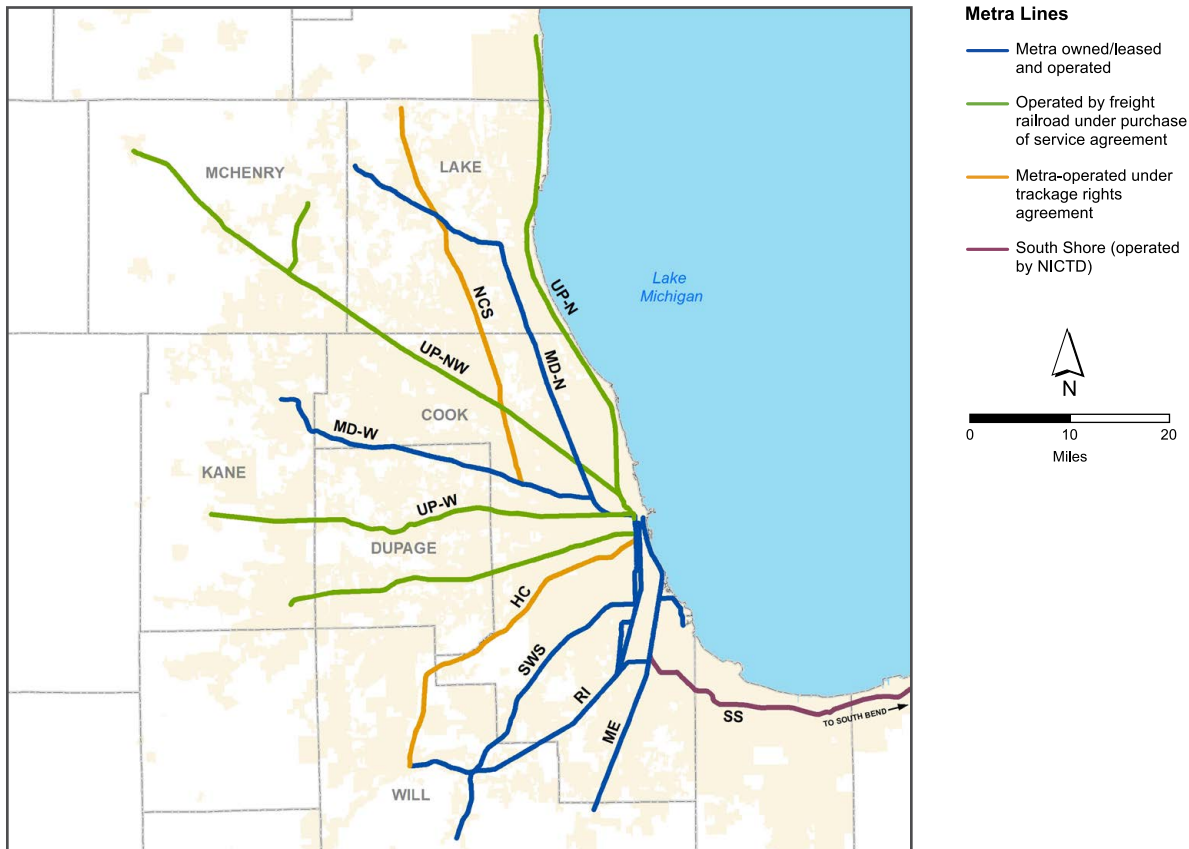 Metra Lines
Metra owned/leased
and operated
Operated by freight
railroad under purchase
of service agreement
Metra-operated under
trackage rights
agreement
South Shore (operated
by NICTD)
N
0 10 20
Miles
MCHENRY
LAKE
Lake
Michigan
NCS
UP-N
UP-NW
MD-N
COOK
MD-W
KANE
UP-W
DUPAGE
HC
SWS
RI
ME
SS
TO SOUTH BEND
WILL